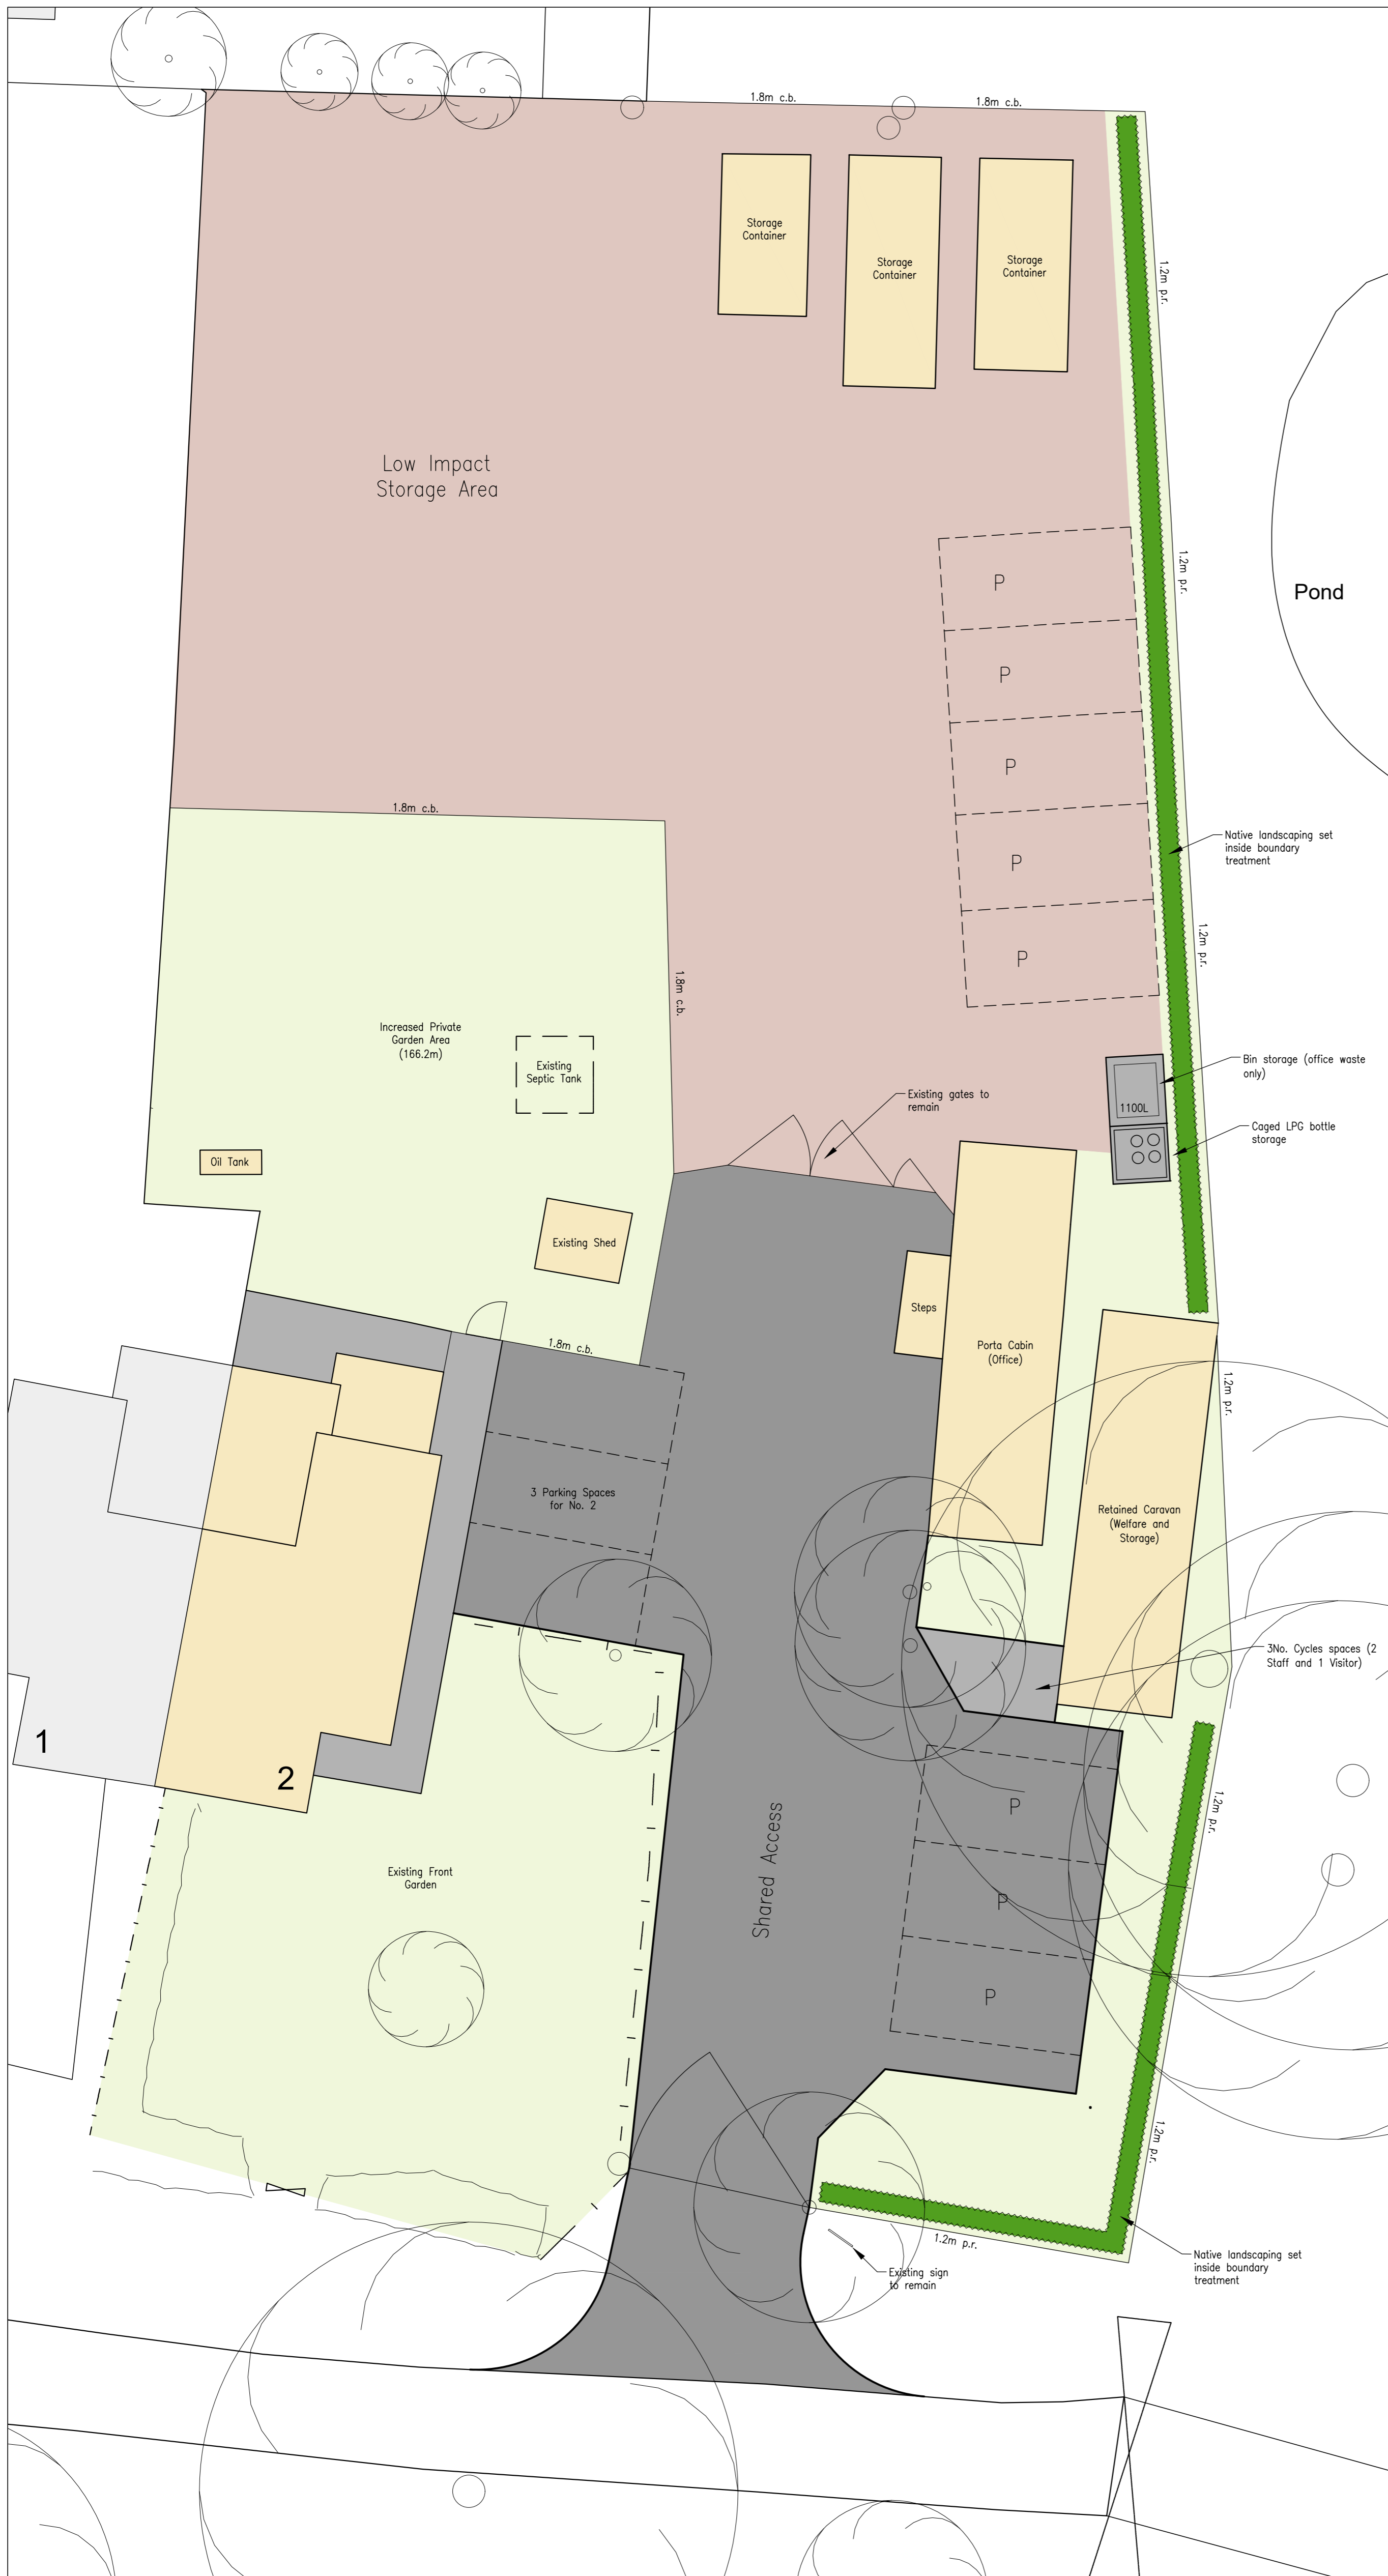 1.8m c.b.
1.8m c.b.
Storage
Container
Storage
Container
Storage
Container
1.2m p.r.
Low Impact
Storage Area
1.2m p.r.
P
Pond
P
P
1.8m c.b.
Native landscaping set
inside boundary
treatment
P
1.2m p.r.
P
1.8m c.b.
Increased Private
Garden Area
(166.2m)
Existing
Septic Tank
Bin storage (office waste
only)
Existing gates to
remain
1100L
Caged LPG bottle
storage
Oil Tank
Existing Shed
Steps
1.8m c.b.
Porta Cabin
(Office)
1.2m p.r.
3 Parking Spaces
for No. 2
Retained Caravan
(Welfare and
Storage)
3No. Cycles spaces (2
Staff and 1 Visitor)
1
2
P
1.2m p.r.
Shared Access
Existing Front
Garden
P
P
1.2m p.r.
1.2m p.r.
Native landscaping set
inside boundary
treatment
Existing sign
to remain